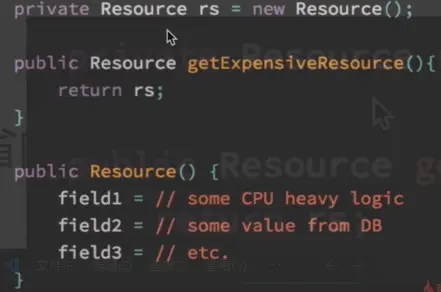 private Resource rs = new Resource();
public Resource getExpensiveResource(){
return rs;
}
public Resource() {
field1 = // some CPU heavy logic
field2 = // some value from DB
field3 = // etc.
}